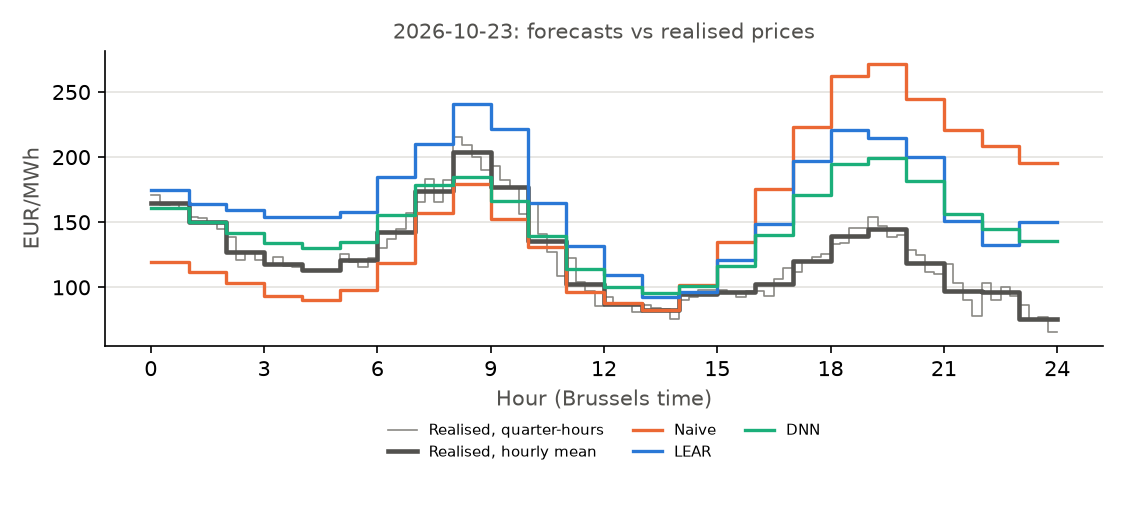 2026-10-23: forecasts vs realised prices
EUR/MWh
250
200
150
100
0 3 6 9 12 15 18 21 24
Hour (Brussels time)
Realised, quarter-hours Naive DNN
Realised, hourly mean LEAR